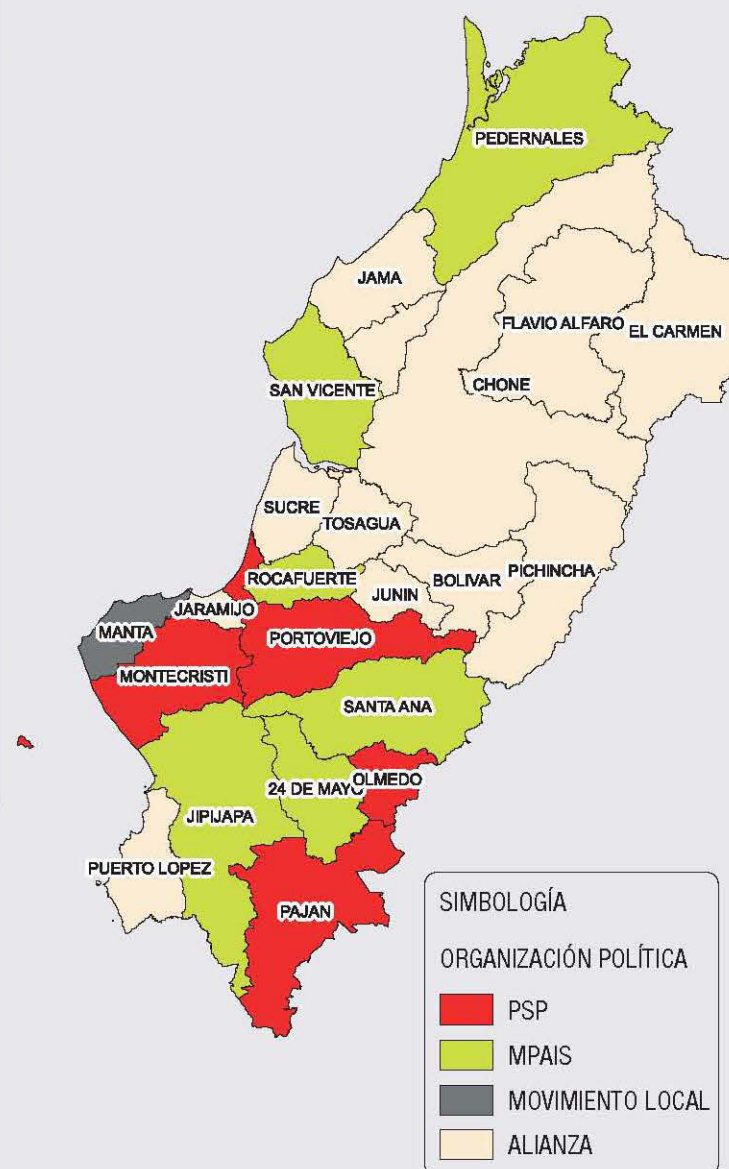 PEDERNALES
JAMA
FLAVIO ALFARO
EL CARMEN
SAN VICENTE
CHONE
SUCRE
TOSAGUA
ROCAFUERTE
JUNIN
BOLIVAR
PICHINCHA
JARAMIJO
MANTA
PORTOVIEJO
MONTECRISTI
SANTA ANA
OLMEDO
24 DE MAYO
JIPIJAPA
PUERTO LOPEZ
PAJAN
SIMBOLOGÍA
ORGANIZACIÓN POLÍTICA
PSP
MPAIS
MOVIMIENTO LOCAL
ALIANZA